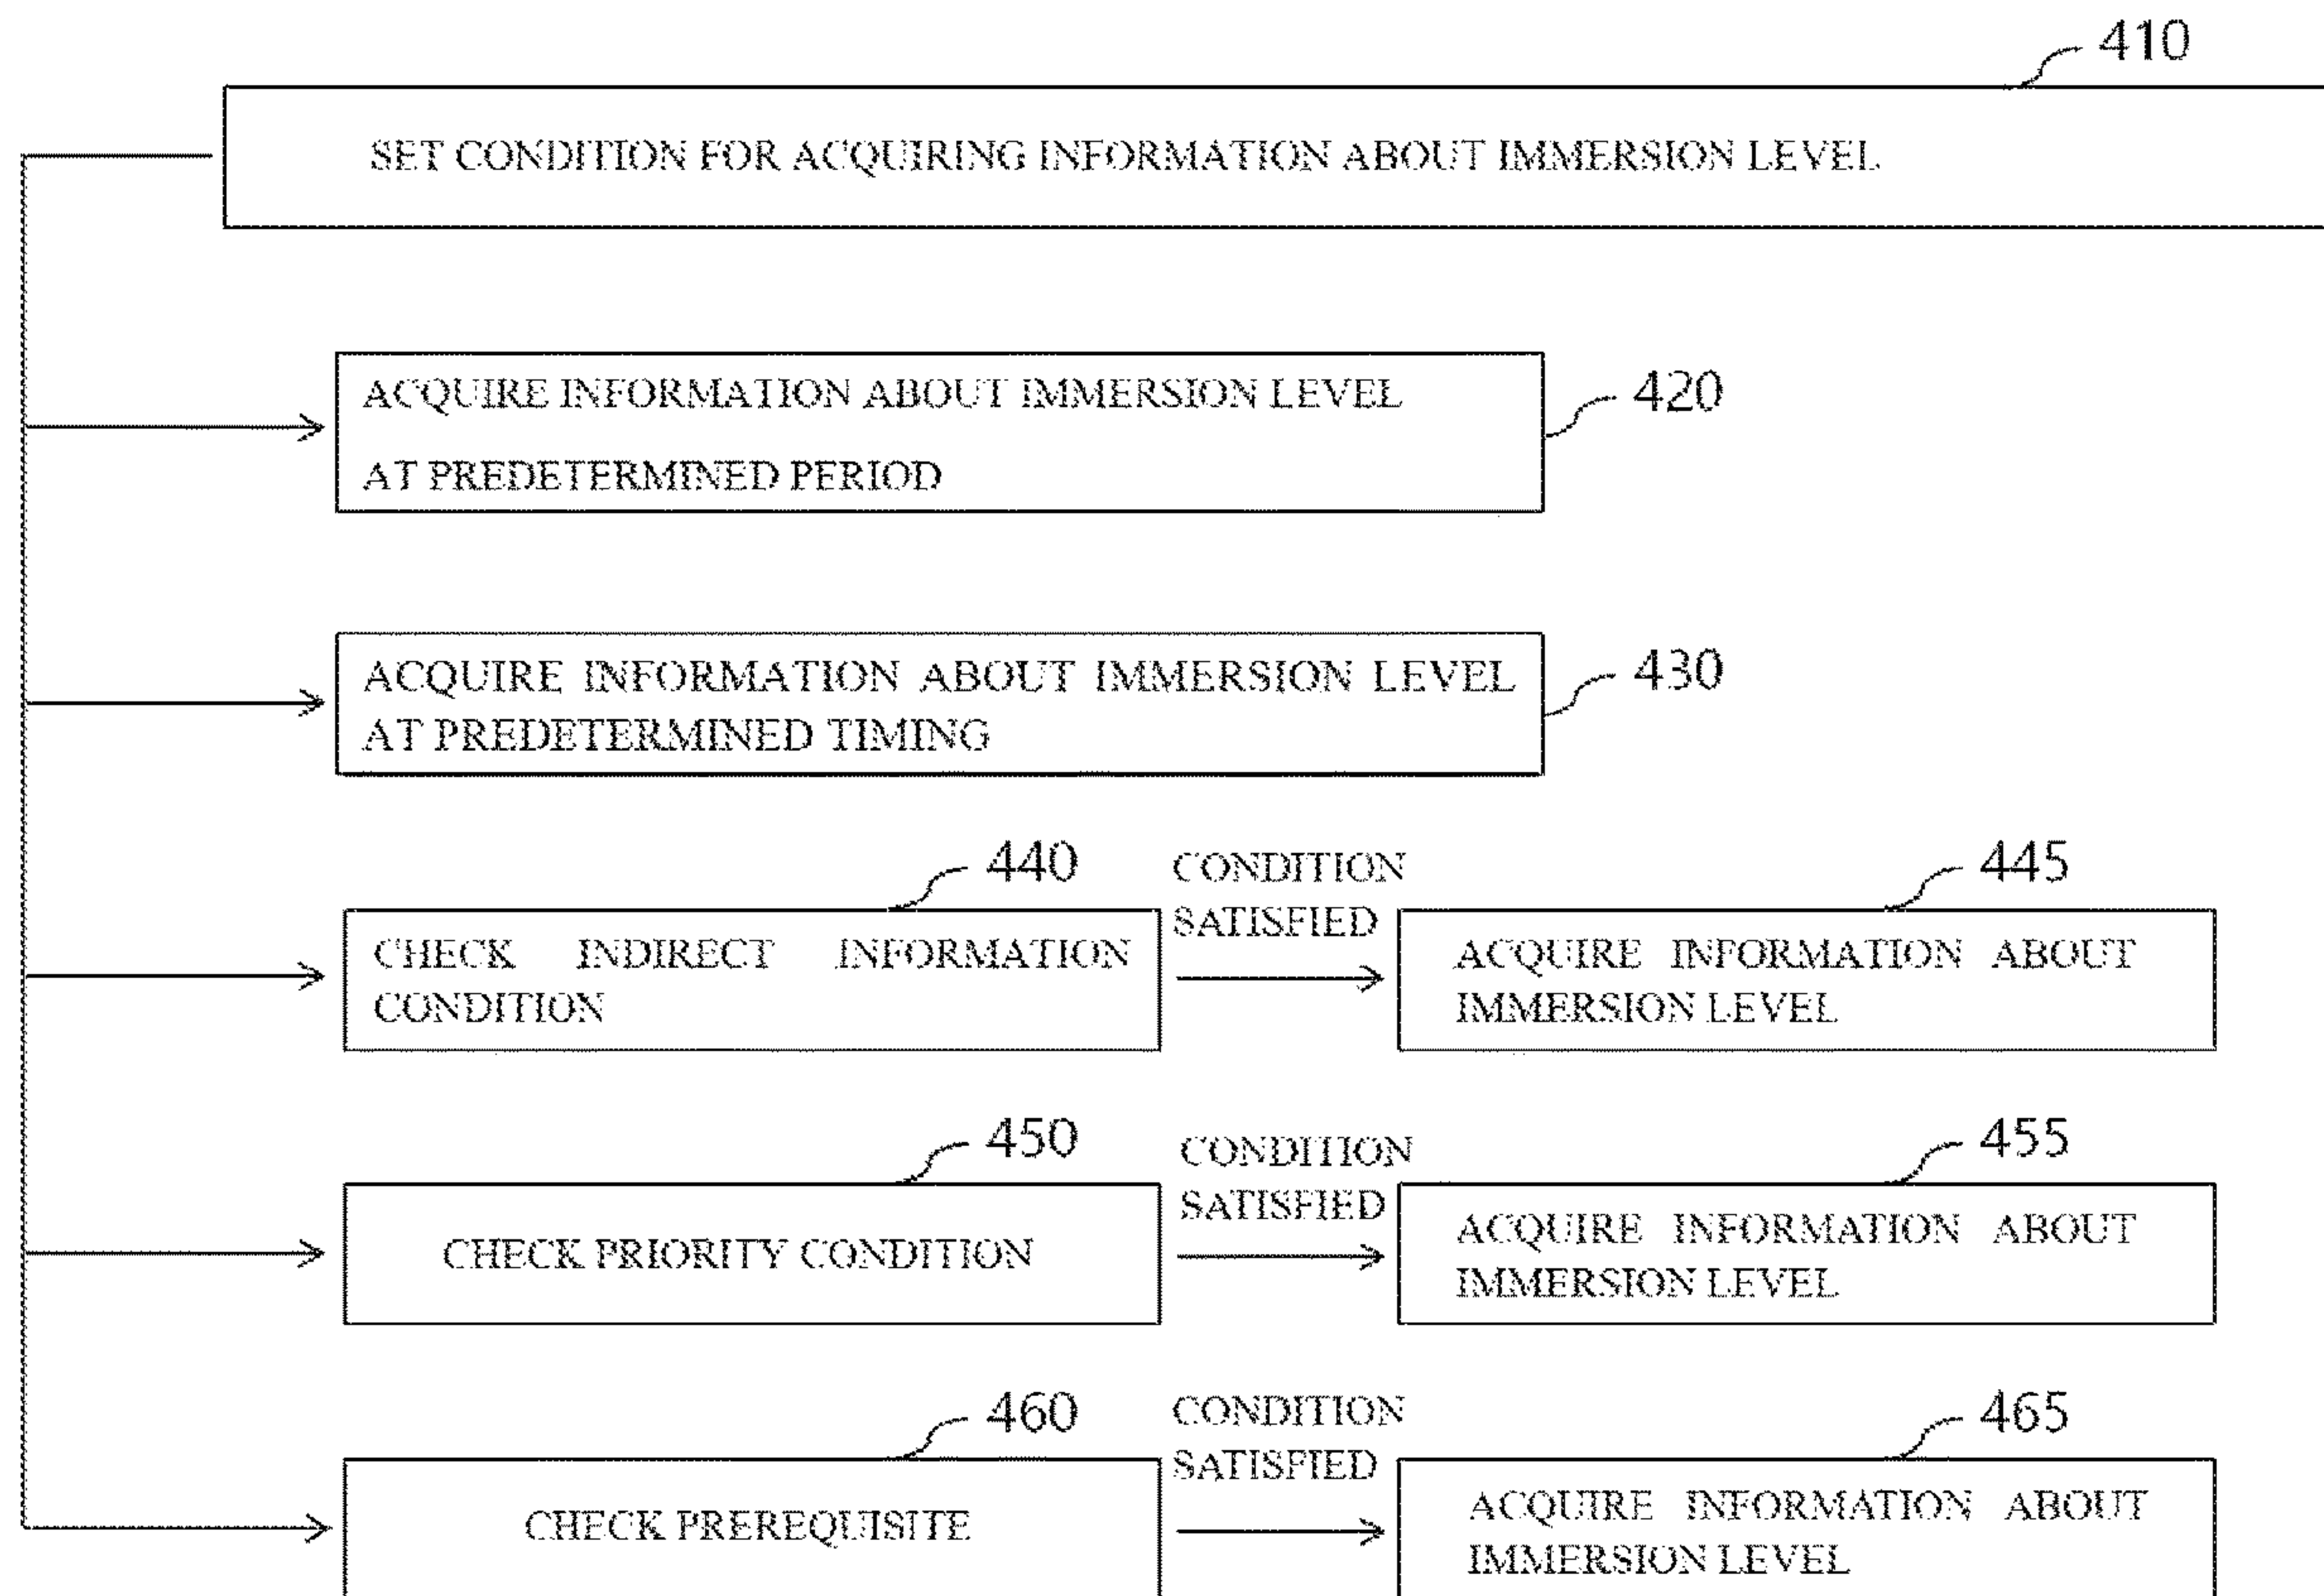 410
SET CONDITION FOR ACQUIRING INFORMATION ABOUT IMMERSION LEVEL
ACQUIRE INFORMATION ABOUT IMMERSION LEVEL
AT PREDETERMINED PERIOD
420
ACQUIRE INFORMATION ABOUT IMMERSION LEVEL
AT PREDETERMINED TIMING
430
440
CHECK INDIRECT INFORMATION
CONDITION
CONDITION
SATISFIED
445
ACQUIRE INFORMATION ABOUT
IMMERSION LEVEL
450
CHECK PRIORITY CONDITION
CONDITION
SATISFIED
455
ACQUIRE INFORMATION ABOUT
IMMERSION LEVEL
460
CHECK PREREQUISITE
CONDITION
SATISFIED
465
ACQUIRE INFORMATION ABOUT
IMMERSION LEVEL